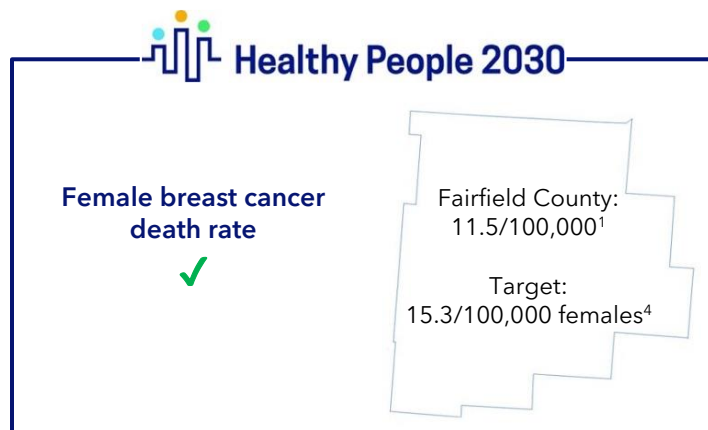 Healthy People 2030
Female breast cancer
death rate
✓
Fairfield County:
11.5/100,000¹
Target:
15.3/100,000 females⁴